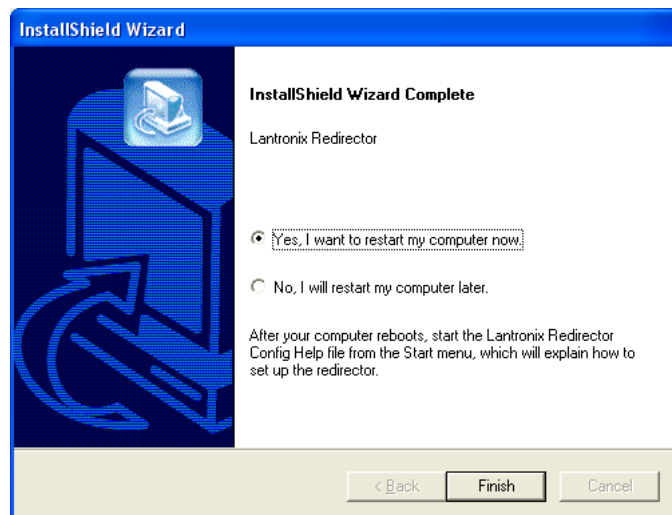 InstallShield Wizard
InstallShield Wizard Complete
Lantronix Redirector
Yes, I want to restart my computer now.
No, I will restart my computer later.
After your computer reboots, start the Lantronix Redirector
Config Help file from the Start menu, which will explain how to
set up the redirector.
< Back
Finish
Cancel